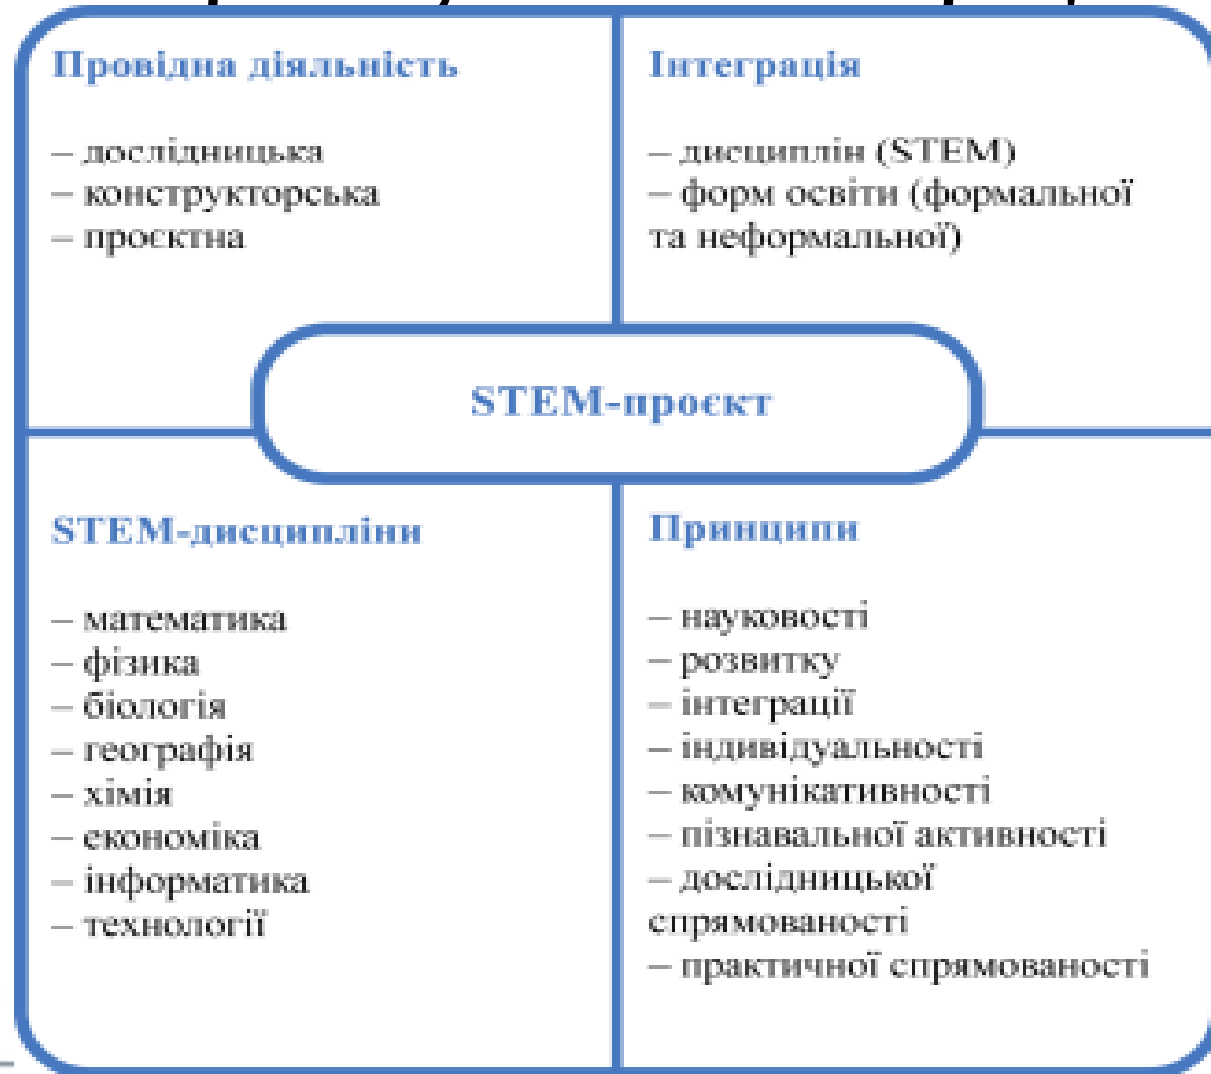 Провідна діяльність
– дослідницька
– конструкторська
– проєктна
Інтеграція
– дисциплін (STEM)
– форм освіти (формальної
та неформальної)
STEM-проєкт
STEM-дисципліни
– математика
– фізика
– біологія
– географія
– хімія
– економіка
– інформатика
– технології
Принципи
– науковості
– розвитку
– інтеграції
– індивідуальності
– комунікативності
– пізнавальної активності
– дослідницької
спрямованості
– практичної спрямованості